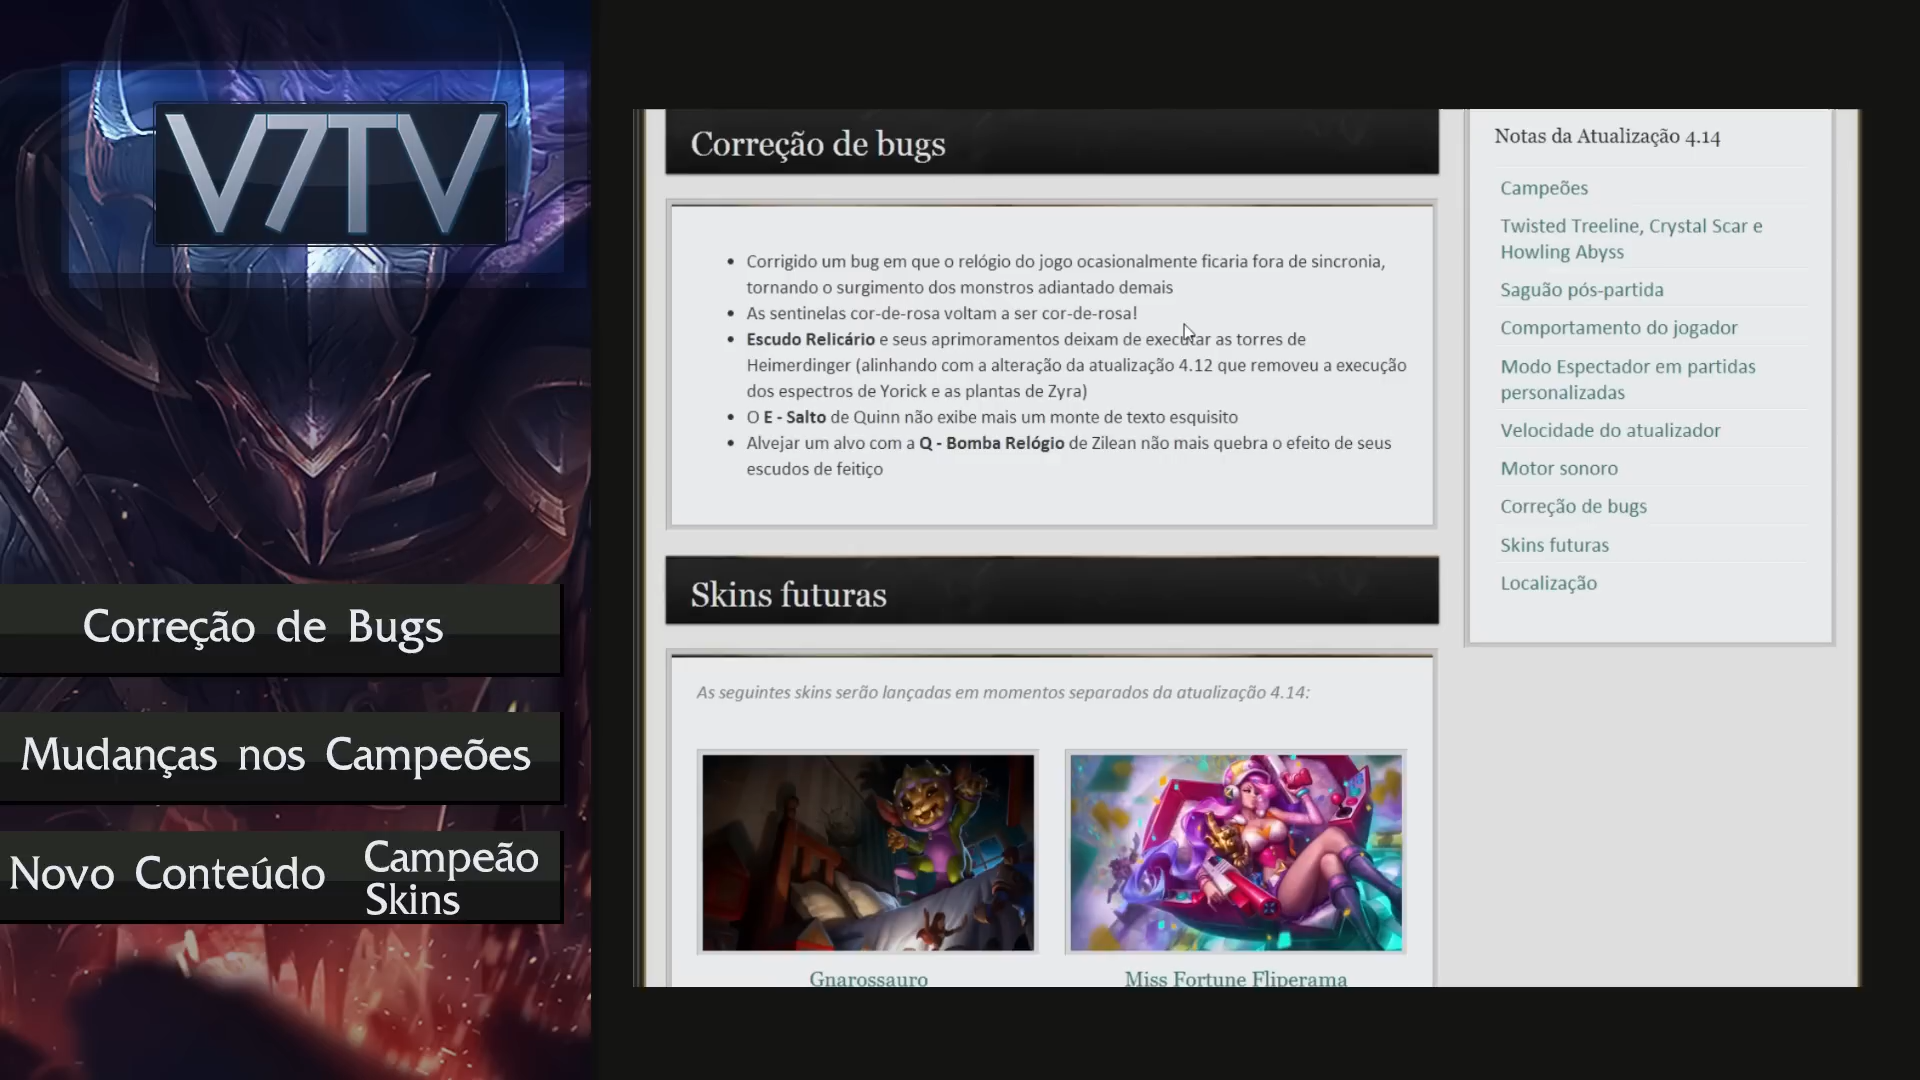 V7TV
Correção de Bugs
Mudanças nos Campeões
Novo Conteúdo
Campeão
Skins
Correção de bugs
Corrigido um bug em que o relógio do jogo ocasionalmente ficaria fora de sincronia,
tornando o surgimento dos monstros adiantado demais
As sentinelas cor-de-rosa voltam a ser cor-de-rosa!
Escudo Relicário e seus aprimoramentos deixam de executar as torres de
Heimerdinger (alinhando com a alteração da atualização 4.12 que removeu a execução
dos espectros de Yorick e as plantas de Zyra)
O E - Salto de Quinn não exibe mais um monte de texto esquisito
Alvejar um alvo com a Q - Bomba Relógio de Zilean não mais quebra o efeito de seus
escudos de feitiço
Skins futuras
As seguintes skins serão lançadas em momentos separados da atualização 4.14:
Gnarossauro
Miss Fortune Fliperama
Notas da Atualização 4.14
Campeões
Twisted Treeline, Crystal Scar e
Howling Abyss
Saguão pós-partida
Comportamento do jogador
Modo Espectador em partidas
personalizadas
Velocidade do atualizador
Motor sonoro
Correção de bugs
Skins futuras
Localização